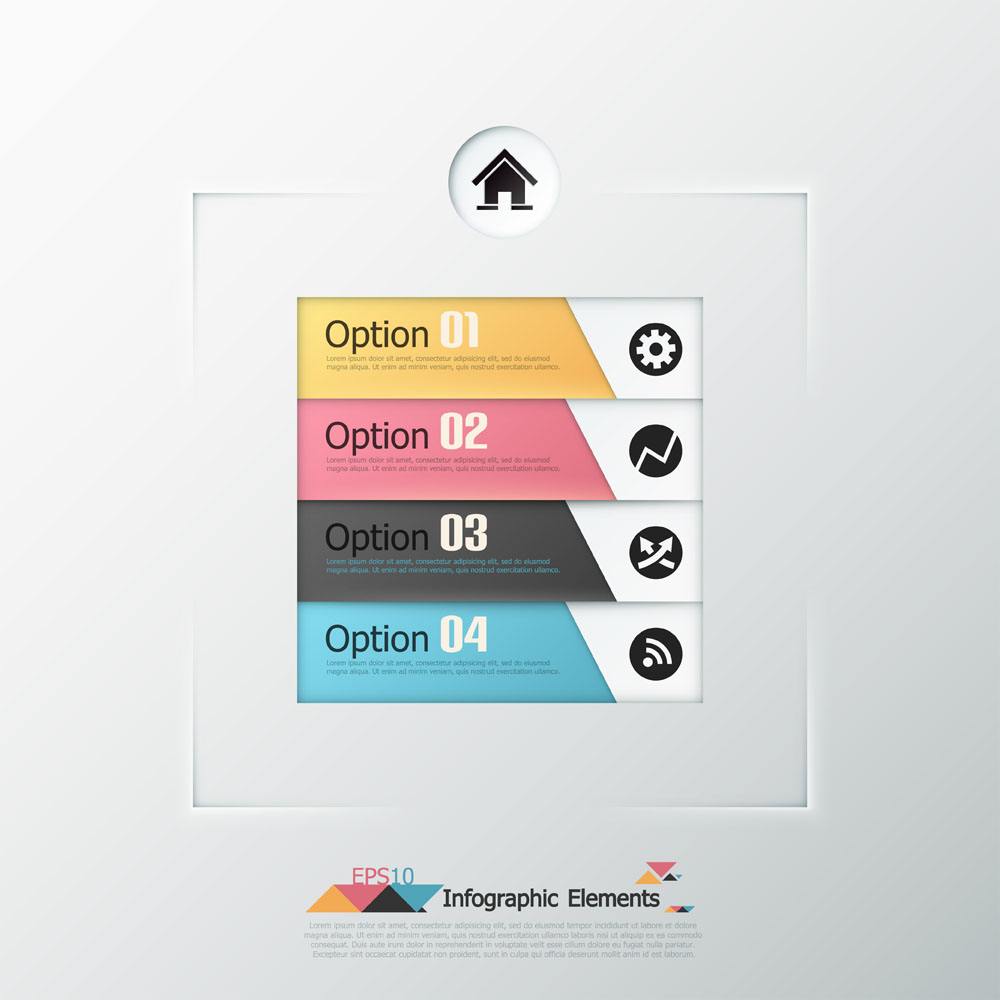 Option 01
Lorem ipsum dolor sit amet, consectetur adipisicing elit, sed do eiusmod
magna aliqua. Ut enim ad minim veniam, quis nostrud exercitation ullamco.
Option 02
Lorem ipsum dolor sit amet, consectetur adipisicing elit, sed do eiusmod
magna aliqua. Ut enim ad minim veniam, quis nostrud exercitation ullamco.
Option 03
Lorem ipsum dolor sit amet, consectetur adipisicing elit, sed do eiusmod
magna aliqua. Ut enim ad minim veniam, quis nostrud exercitation ullamco.
Option 04
Lorem ipsum dolor sit amet, consectetur adipisicing elit, sed do eiusmod
magna aliqua. Ut enim ad minim veniam, quis nostrud exercitation ullamco.
EPS10
Infographic Elements
Lorem ipsum dolor sit amet, consectetur adipisicing elit, sed do eiusmod tempor incididunt ut labore et dolore
magna aliqua. Ut enim ad minim veniam, quis nostrud exercitation ullamco laboris nisi ut aliquip ex ea commodo
consequat. Duis aute irure dolor in reprehenderit in voluptate velit esse cillum dolore eu fugiat nulla pariatur.
Excepteur sint occaecat cupidatat non proident, sunt in culpa qui officia deserunt mollit anim id est laborum.